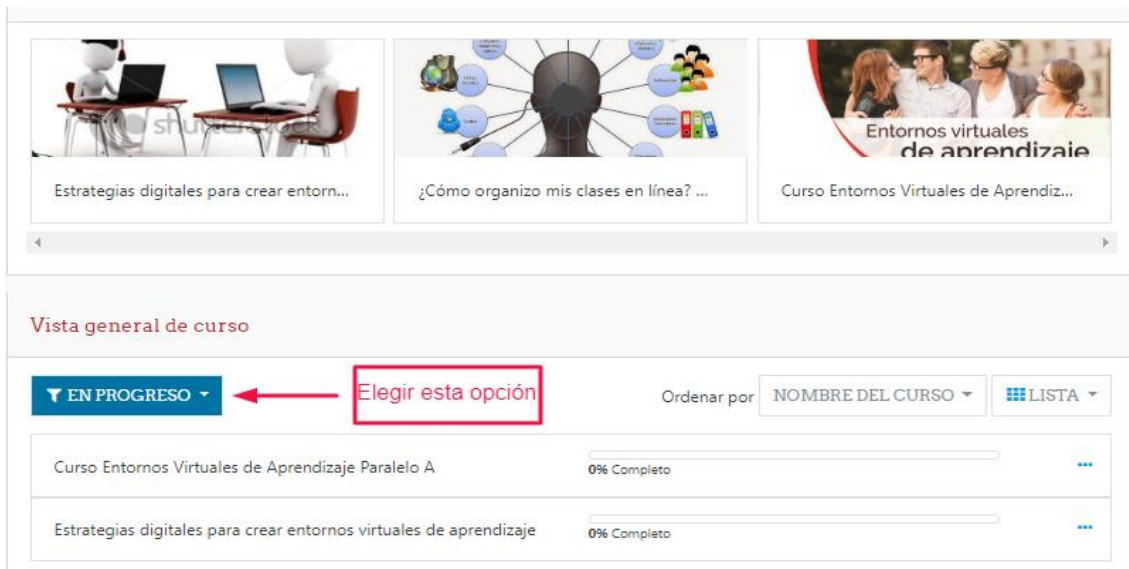 shutterstock
Entornos virtuales
de aprendizaje
Estrategias digitales para crear entorn...
¿Cómo organizo mis clases en línea? ...
Curso Entornos Virtuales de Aprendiz...
Vista general de curso
EN PROGRESO
Elegir esta opción
Ordenar por
NOMBRE DEL CURSO
LISTA
Curso Entornos Virtuales de Aprendizaje Paralelo A
0% Completo
Estrategias digitales para crear entornos virtuales de aprendizaje
0% Completo